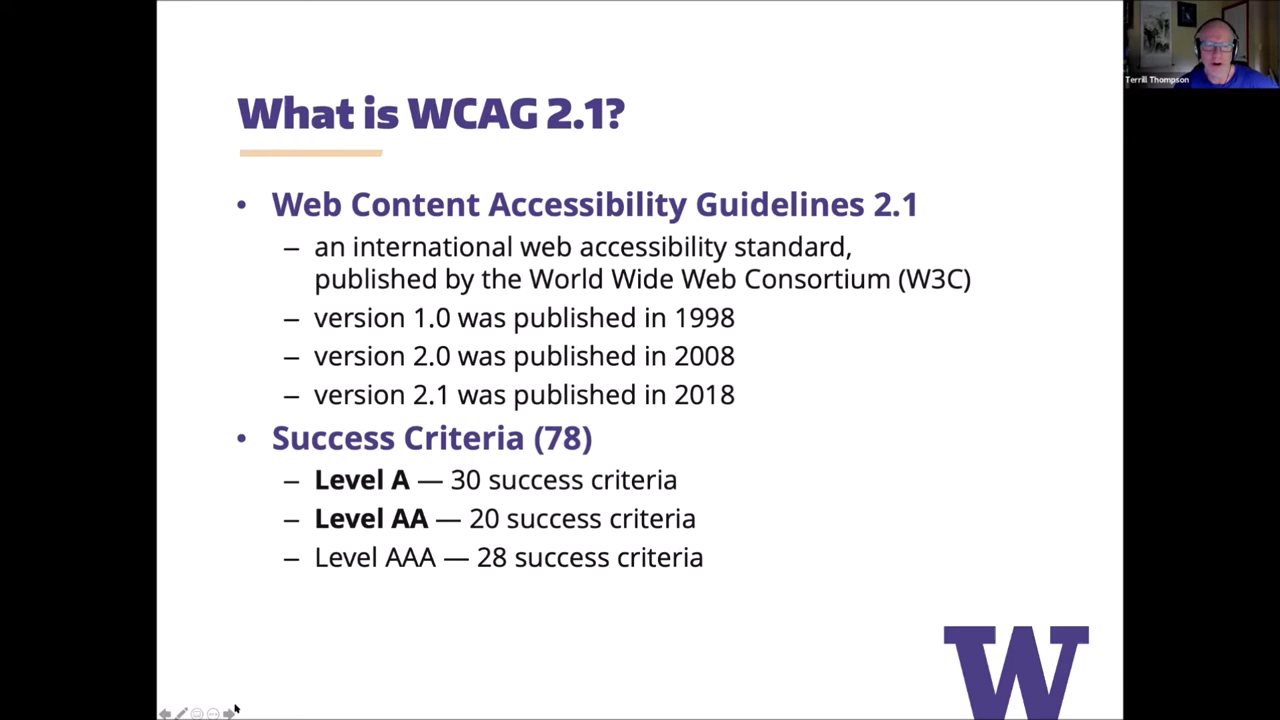 What is WCAG 2.1?
• Web Content Accessibility Guidelines 2.1
– an international web accessibility standard,
published by the World Wide Web Consortium (W3C)
– version 1.0 was published in 1998
– version 2.0 was published in 2008
– version 2.1 was published in 2018
• Success Criteria (78)
– Level A — 30 success criteria
– Level AA — 20 success criteria
– Level AAA — 28 success criteria
W
Terrill Thompson